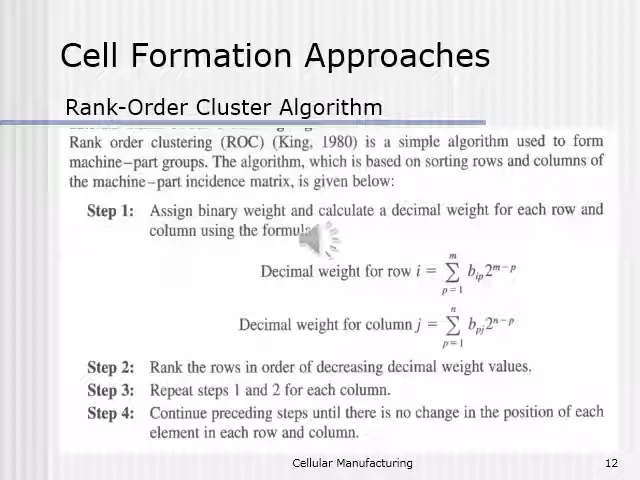 Cell Formation Approaches
Rank-Order Cluster Algorithm
Rank order clustering (ROC) (King, 1980) is a simple algorithm used to form
machine–part groups. The algorithm, which is based on sorting rows and columns of
the machine–part incidence matrix, is given below:
Step 1: Assign binary weight and calculate a decimal weight for each row and
column using the formula
Decimal weight for row i = ∑_{p=1}^{m} b_{ip} 2^{m−p}
Decimal weight for column j = ∑_{p=1}^{n} b_{pj} 2^{n−p}
Step 2: Rank the rows in order of decreasing decimal weight values.
Step 3: Repeat steps 1 and 2 for each column.
Step 4: Continue preceding steps until there is no change in the position of each
element in each row and column.
Cellular Manufacturing 12